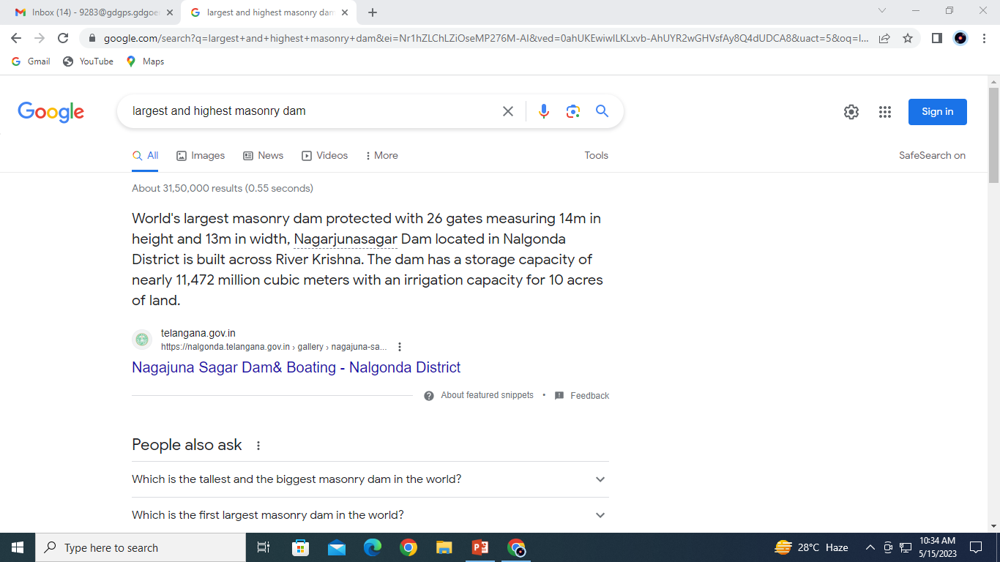 Inbox (14) - 9283@gdgps.gdgoe
largest and highest masonry dam
google.com/search?q=largest+and+highest+masonry+dam&ei=Nr1hZLChLZiOseMP276M-AI&ved=0ahUKEwiwlLKLxvb-AhUYR2wGHVsfAy8Q4dUDCA8&uact=5&oq=l...
Gmail YouTube Maps
Google
largest and highest masonry dam
Sign in
All Images News Videos More Tools SafeSearch on
About 31,50,000 results (0.55 seconds)
World's largest masonry dam protected with 26 gates measuring 14m in
height and 13m in width, Nagarjunasagar Dam located in Nalgonda
District is built across River Krishna. The dam has a storage capacity of
nearly 11,472 million cubic meters with an irrigation capacity for 10 acres
of land.
telangana.gov.in
https://nalgonda.telangana.gov.in › gallery › nagajuna-sa...
Nagajuna Sagar Dam& Boating - Nalgonda District
About featured snippets • Feedback
People also ask
Which is the tallest and the biggest masonry dam in the world?
Which is the first largest masonry dam in the world?
Type here to search
28°C Haze
10:34 AM
5/15/2023